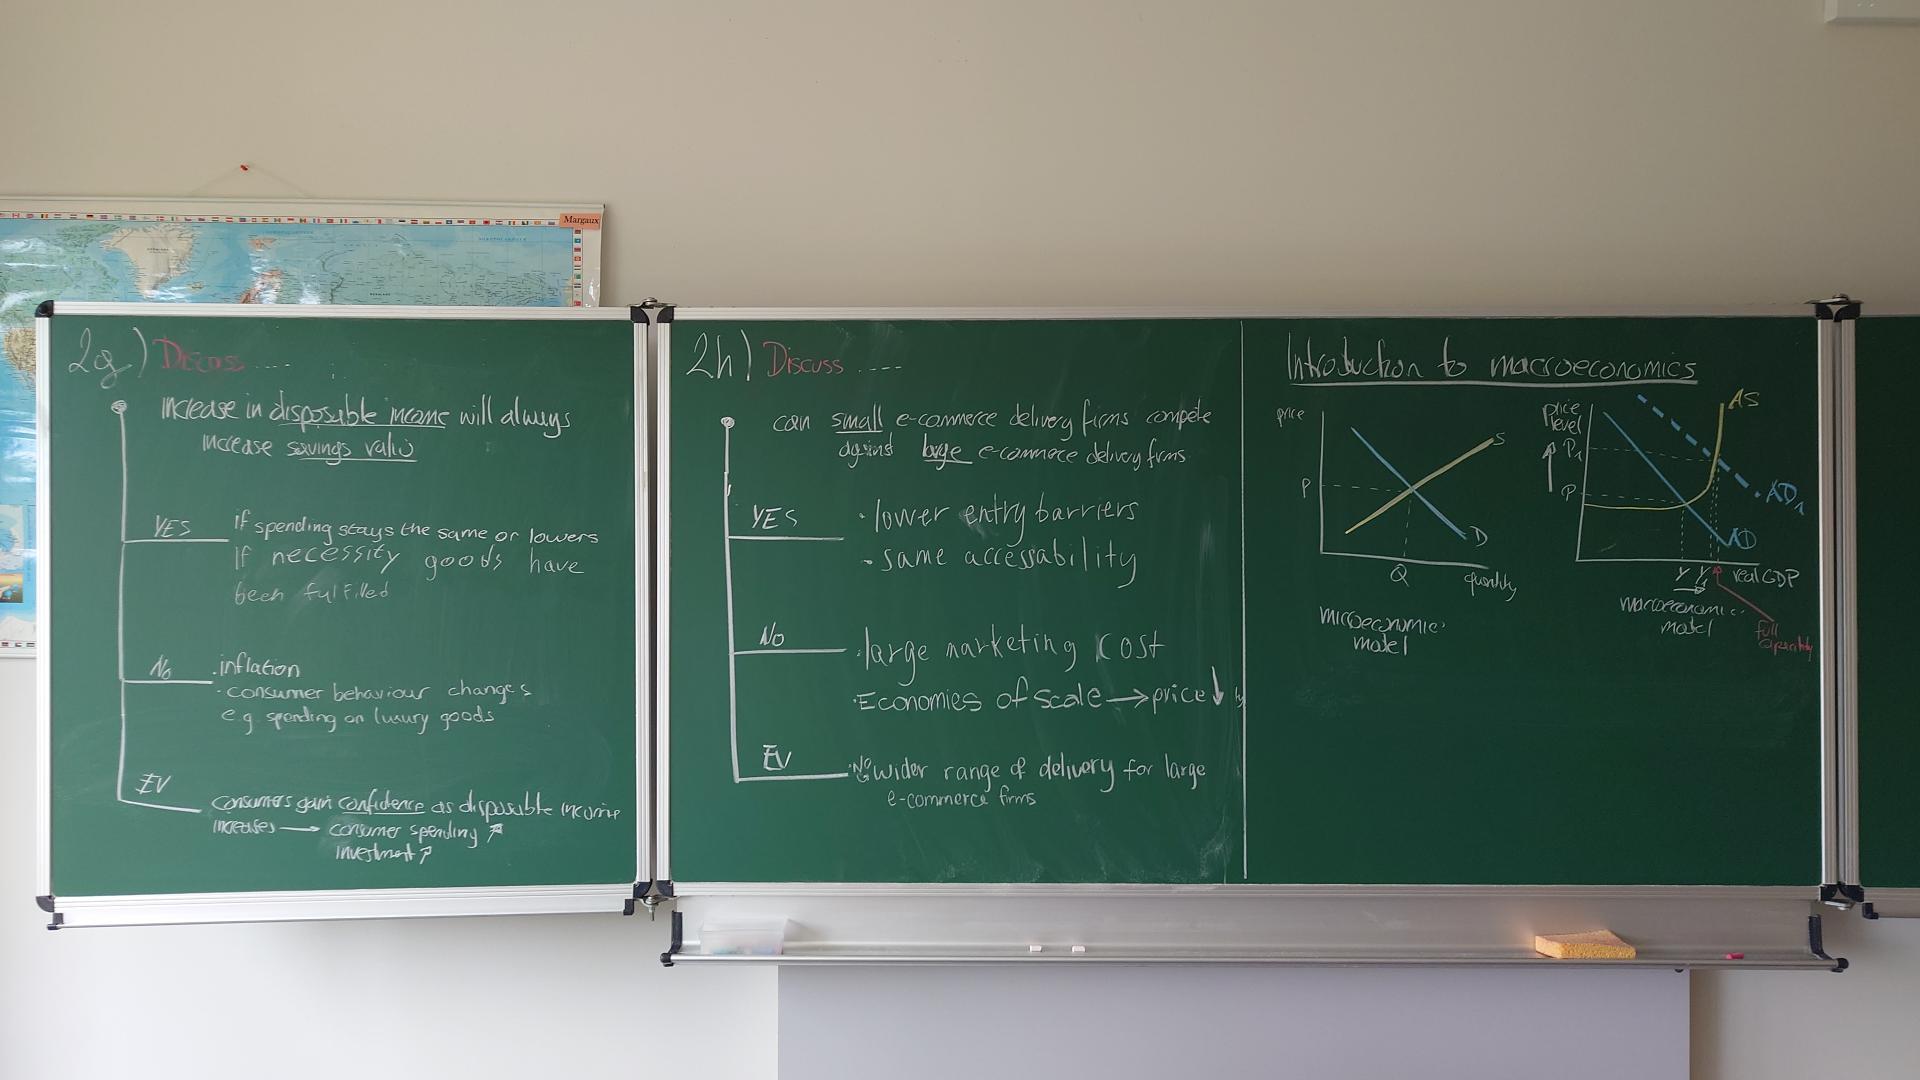 Margaux
2g) Discuss ....
Increase in disposable income will always
increase savings ratio
YES
If spending stays the same or lowers
If necessity goods have
been fulfilled
No
· inflation
· consumer behaviour changes
e.g. spending on luxury goods
EV
Consumers gain confidence as disposable income
increases → consumer spending ↗
investment ↗
2h) Discuss ....
can small e-commerce delivery firms compete
against large e-commerce delivery firms
YES
· lower entry barriers
· same accessability
No
· large marketing cost
· Economies of scale → price ↓
EV
· No wider range of delivery for large
e-commerce firms
Introduction to macroeconomics
price
S
P
D
Q
quantity
microeconomic
model
price
level
AS
P1
P
AD1
AD
Y Y1
real GDP
macroeconomic
model
full
capacity